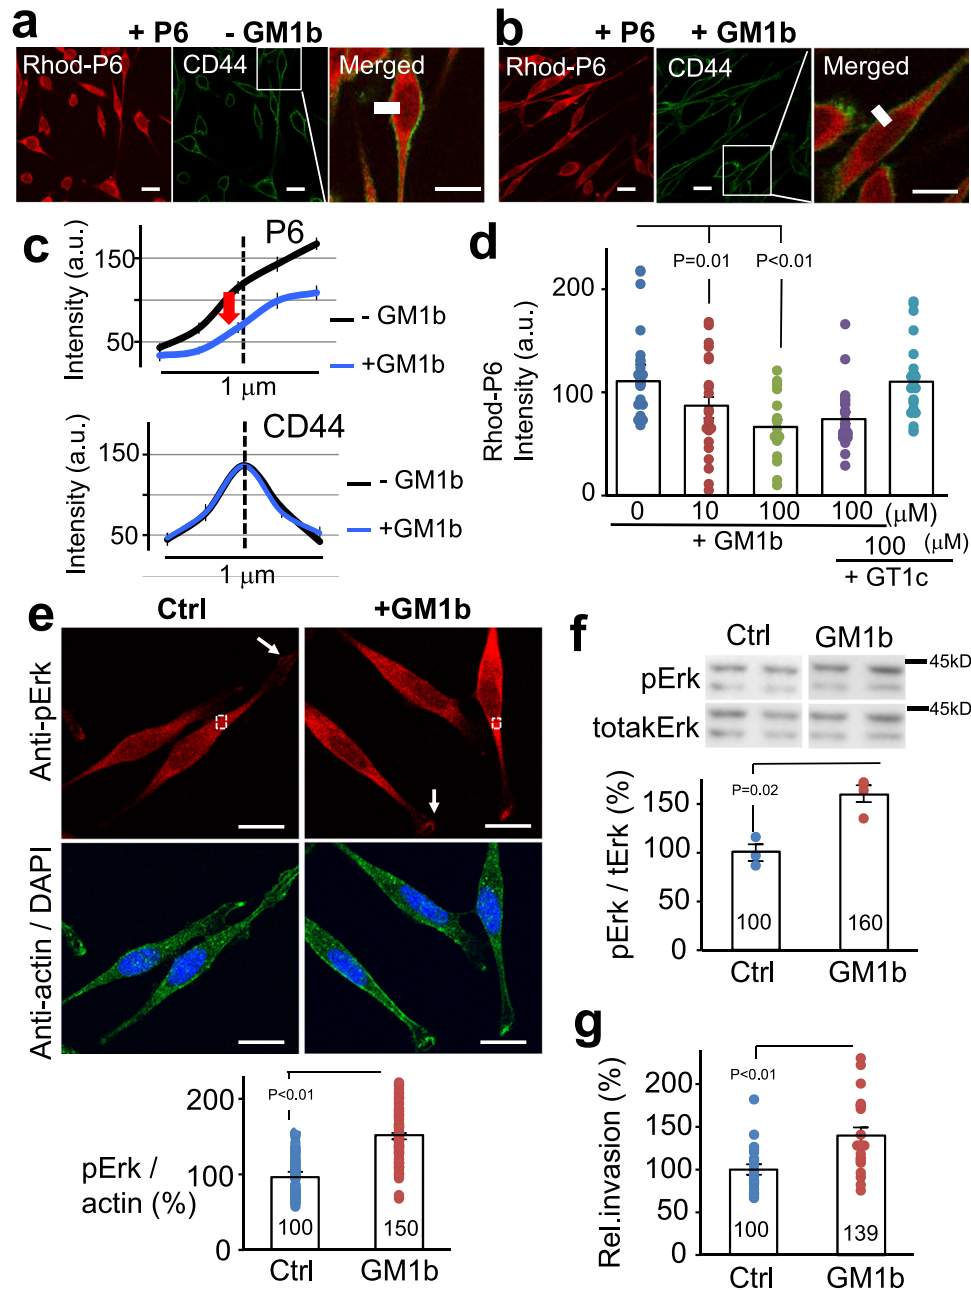 a
+ P6 - GM1b
Rhod-P6
CD44
Merged
b
+ P6 + GM1b
Rhod-P6
CD44
Merged
c
P6
Intensity (a.u.)
150
50
- GM1b
+GM1b
1 μm
CD44
Intensity (a.u.)
150
50
- GM1b
+GM1b
1 μm
d
P=0.01
P<0.01
Rhod-P6
Intensity (a.u.)
200
100
0
0 10 100 100 (μM)
+ GM1b
100 (μM)
+ GT1c
e
Ctrl
+GM1b
Anti-pErk
Anti-actin / DAPI
P<0.01
pErk /
actin (%)
200
100
0
100
150
Ctrl GM1b
f
Ctrl GM1b
pErk
45kD
totakErk
45kD
P=0.02
pErk / tErk (%)
150
100
50
0
100
160
Ctrl GM1b
g
P<0.01
Rel.invasion (%)
200
150
100
50
0
100
139
Ctrl GM1b